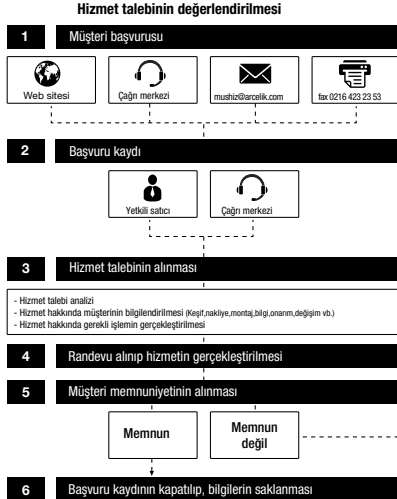 Hizmet talebinin değerlendirilmesi
1 Müşteri başvurusu
Web sitesi
Çağrı merkezi
mushiz@arcelik.com
fax 0216 423 23 53
2 Başvuru kaydı
Yetkili satıcı
Çağrı merkezi
3 Hizmet talebinin alınması
- Hizmet talebi analizi
- Hizmet hakkında müşterinin bilgilendirilmesi (Keşif,nakliye,montaj,bilgi,onarım,değişim vb.)
- Hizmet hakkında gerekli işlemin gerçekleştirilmesi
4 Randevu alınıp hizmetin gerçekleştirilmesi
5 Müşteri memnuniyetinin alınması
Memnun
Memnun
değil
6 Başvuru kaydının kapatılıp, bilgilerin saklanması